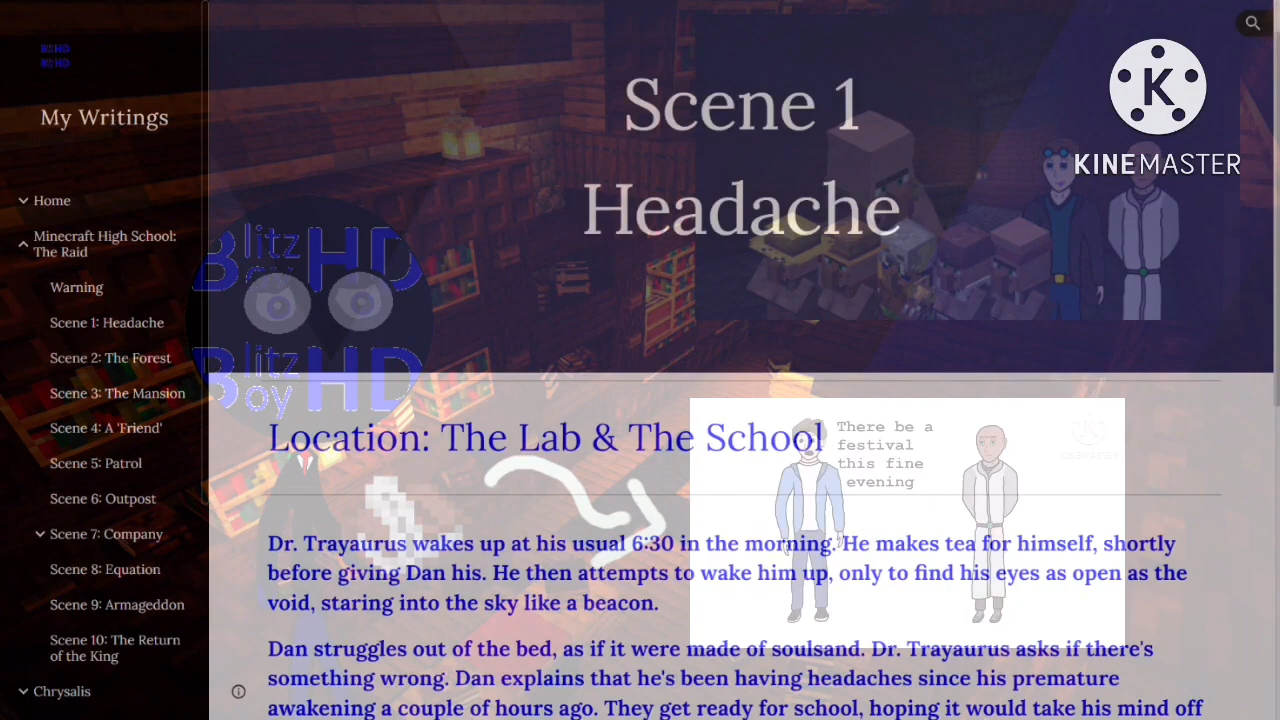 Blitz
Boy HD
Blitz
Boy HD
My Writings
Home
Minecraft High School:
The Raid
Warning
Scene 1: Headache
Scene 2: The Forest
Scene 3: The Mansion
Scene 4: A 'Friend'
Scene 5: Patrol
Scene 6: Outpost
Scene 7: Company
Scene 8: Equation
Scene 9: Armageddon
Scene 10: The Return
of the King
Chrysalis
Scene 1
Headache
K
KINEMASTER
Location: The Lab & The School
There be a
festival
this fine
evening
KINEMASTER
Dr. Trayaurus wakes up at his usual 6:30 in the morning. He makes tea for himself, shortly
before giving Dan his. He then attempts to wake him up, only to find his eyes as open as the
void, staring into the sky like a beacon.
Dan struggles out of the bed, as if it were made of soulsand. Dr. Trayaurus asks if there's
something wrong. Dan explains that he's been having headaches since his premature
awakening a couple of hours ago. They get ready for school, hoping it would take his mind off